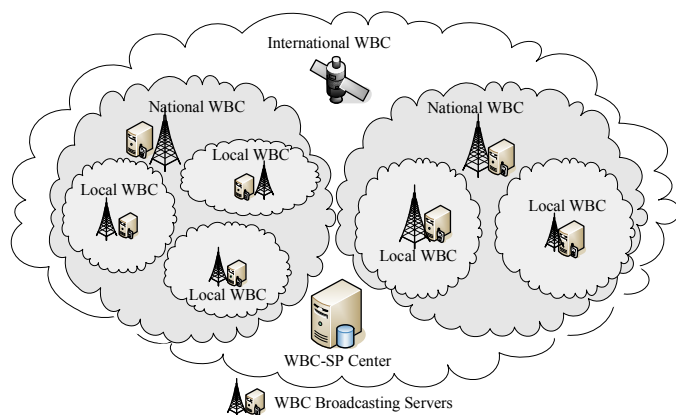 International WBC
National WBC
National WBC
Local WBC
Local WBC
Local WBC
Local WBC
Local WBC
WBC-SP Center
WBC Broadcasting Servers